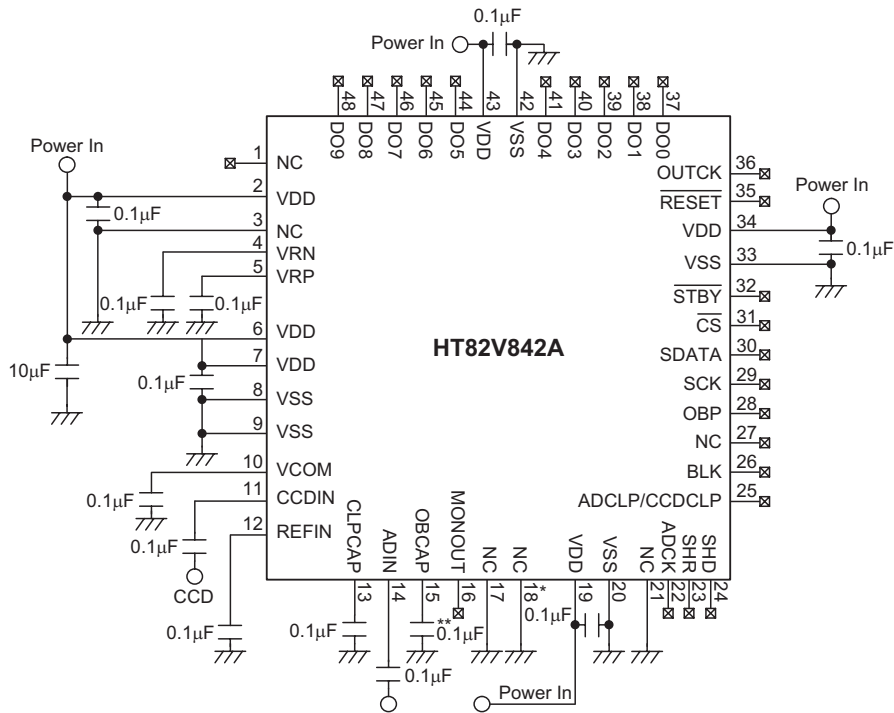 0.1µF
Power In
48 47 46 45 44 43 42 41 40 39 38 37
DO9 DO8 DO7 DO6 DO5 VDD VSS DO4 DO3 DO2 DO1 DO0
Power In
1 NC
2 VDD
0.1µF
3 NC
4 VRN
5 VRP
0.1µF 0.1µF
6 VDD
10µF
7 VDD
0.1µF
8 VSS
9 VSS
10 VCOM
0.1µF
11 CCDIN
0.1µF
CCD
12 REFIN
0.1µF
HT82V842A
OUTCK 36
RESET 35
Power In
VDD 34
0.1µF
VSS 33
STBY 32
CS 31
SDATA 30
SCK 29
OBP 28
NC 27
BLK 26
ADCLP/CCDCLP 25
CLPCAP ADIN OBCAP MONOUT NC NC VDD VSS NC ADCK SHR SHD
13 14 15 16 17 18* 19 20 21 22 23 24
0.1µF
0.1µF **0.1µF
0.1µF
Power In